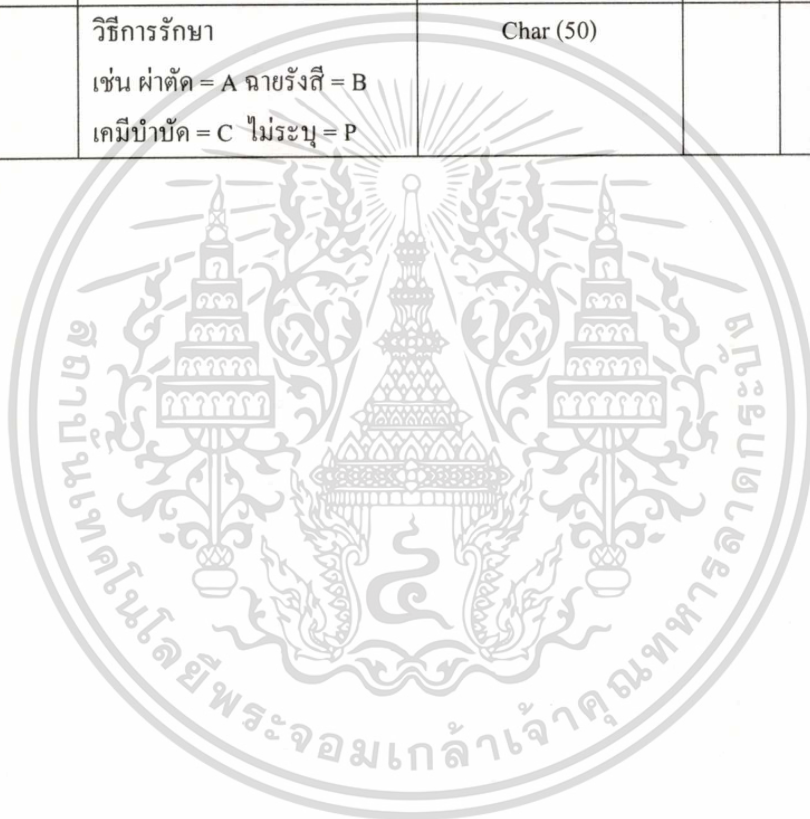 วิธีการรักษา Char (50)
เช่น ผ่าตัด = A ฉายรังสี = B
เคมีบำบัด = C ไม่ระบุ = P
สถาบันเทคโนโลยีพระจอมเกล้าเจ้าคุณทหารลาดกระบัง